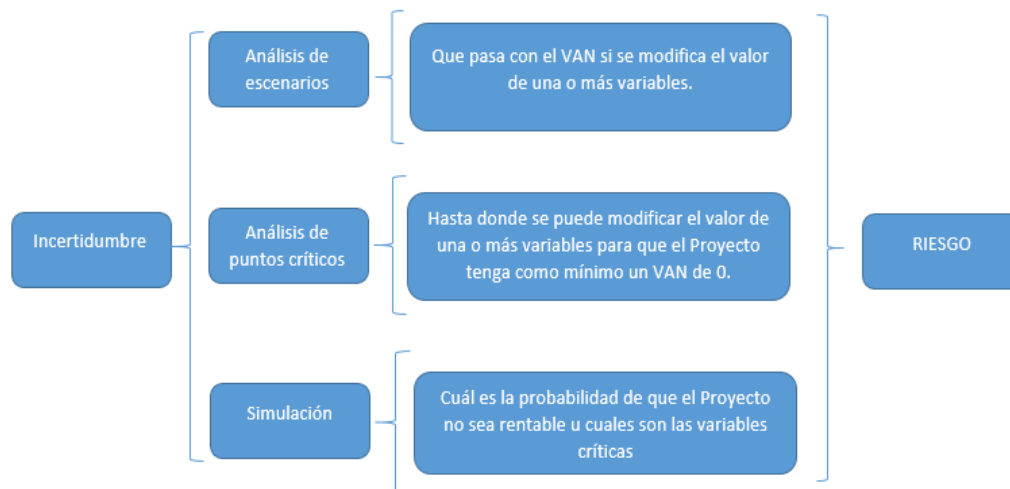 Incertidumbre
Análisis de
escenarios
Que pasa con el VAN si se modifica el valor
de una o más variables.
Análisis de
puntos críticos
Hasta donde se puede modificar el valor de
una o más variables para que el Proyecto
tenga como mínimo un VAN de 0.
Simulación
Cuál es la probabilidad de que el Proyecto
no sea rentable u cuales son las variables
críticas
RIESGO